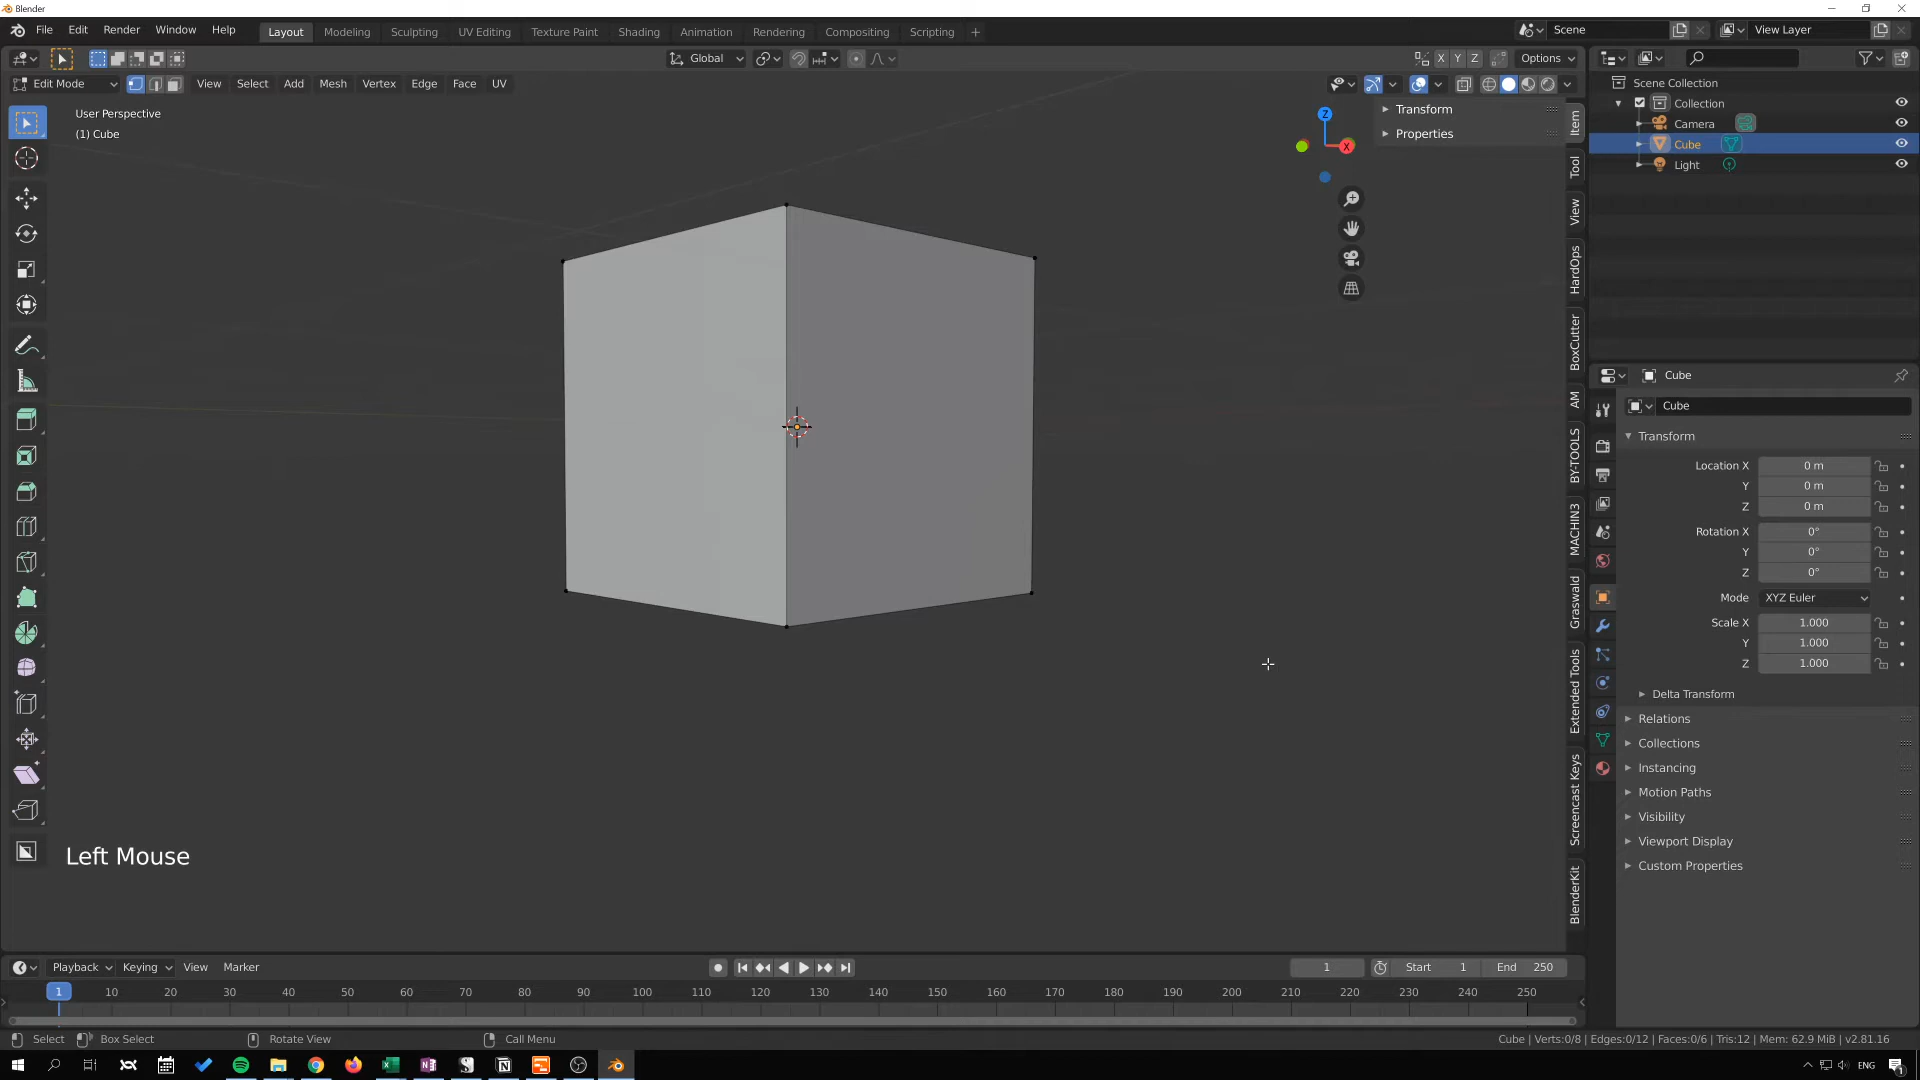 Blender
File Edit Render Window Help Layout Modeling Sculpting UV Editing Texture Paint Shading Animation Rendering Compositing Scripting + Scene View Layer
Global X Y Z Options
Edit Mode View Select Add Mesh Vertex Edge Face UV
User Perspective
(1) Cube
Z
X
Transform
Properties
Item
Tool
View
HardOps
BoxCutter
AM
BY-TOOLS
MACHIN3
Graswald
Extended Tools
Screencast Keys
BlenderKit
Scene Collection
Collection
Camera
Cube
Light
Cube
Cube
Transform
Location X 0 m
Y 0 m
Z 0 m
Rotation X 0°
Y 0°
Z 0°
Mode XYZ Euler
Scale X 1.000
Y 1.000
Z 1.000
Delta Transform
Relations
Collections
Instancing
Motion Paths
Visibility
Viewport Display
Custom Properties
Left Mouse
Playback Keying View Marker 1 Start 1 End 250
1 10 20 30 40 50 60 70 80 90 100 110 120 130 140 150 160 170 180 190 200 210 220 230 240 250
Select Box Select Rotate View Call Menu Cube | Verts:0/8 | Edges:0/12 | Faces:0/6 | Tris:12 | Mem: 62.9 MiB | v2.81.16
ENG